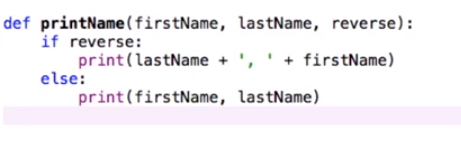 def printName(firstName, lastName, reverse):
    if reverse:
        print(lastName + ', ' + firstName)
    else:
        print(firstName, lastName)